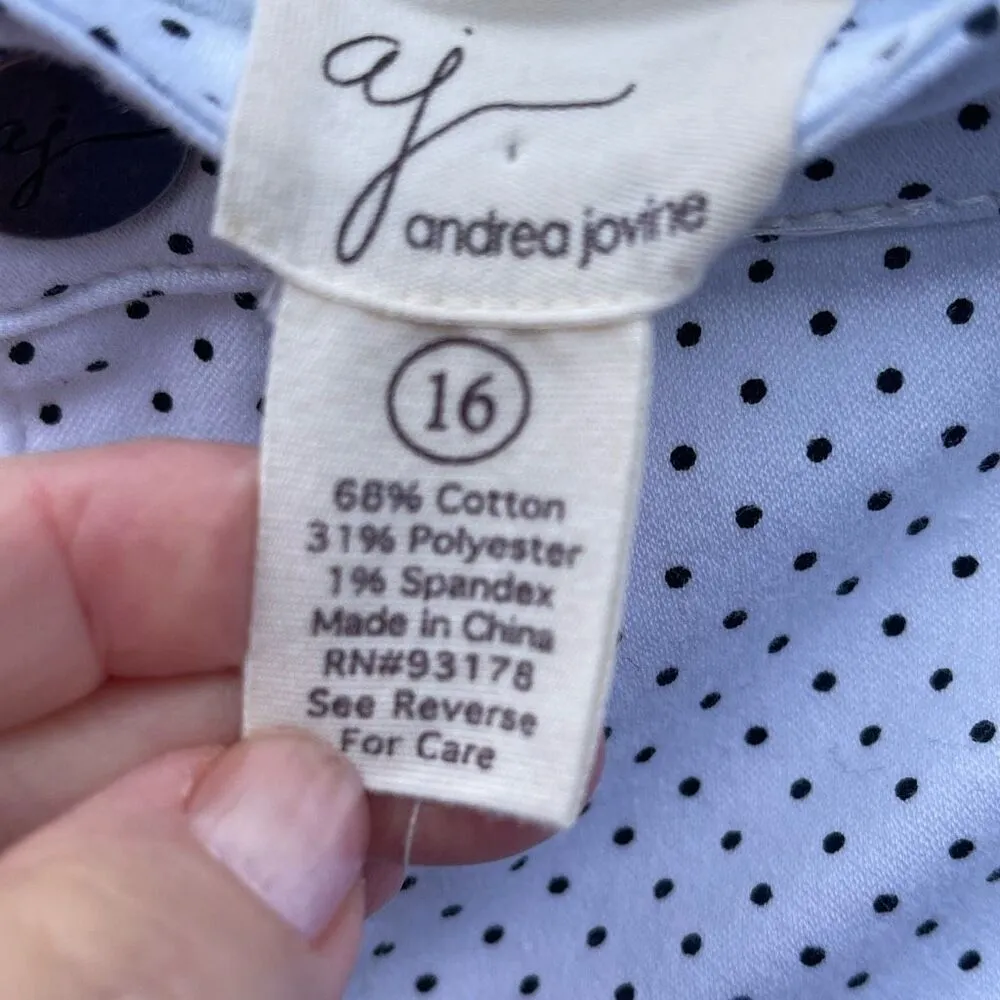 aj
aj
andrea jovine
16
68% Cotton
31% Polyester
1% Spandex
Made in China
RN#93178
See Reverse
For Care